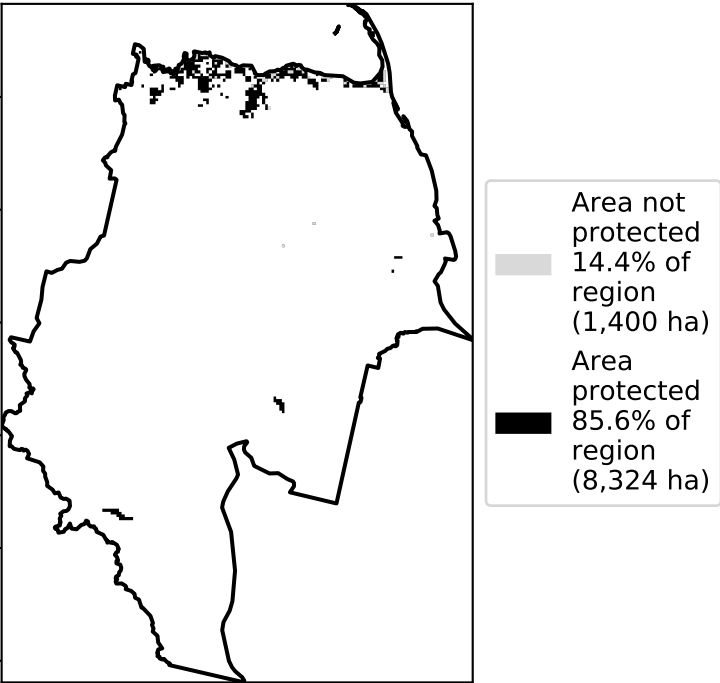 Area not
protected
14.4% of
region
(1,400 ha)
Area
protected
85.6% of
region
(8,324 ha)